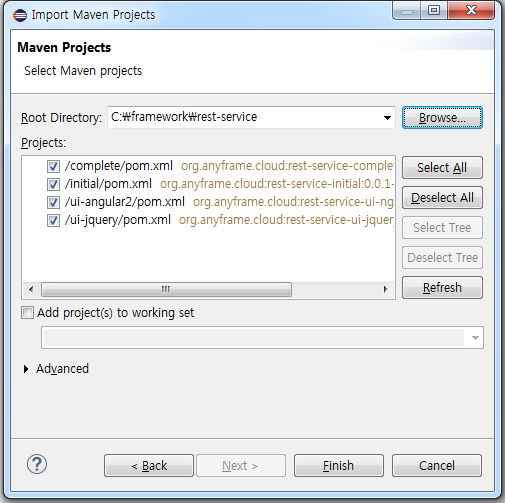 Import Maven Projects
Maven Projects
Select Maven projects
Root Directory: C:₩framework₩rest-service Browse...
Projects:
/complete/pom.xml org.anyframe.cloud:rest-service-complet
/initial/pom.xml org.anyframe.cloud:rest-service-initial:0.0.1-
/ui-angular2/pom.xml org.anyframe.cloud:rest-service-ui-ng
/ui-jquery/pom.xml org.anyframe.cloud:rest-service-ui-jquery
Select All
Deselect All
Select Tree
Deselect Tree
Refresh
Add project(s) to working set
Advanced
? < Back Next > Finish Cancel